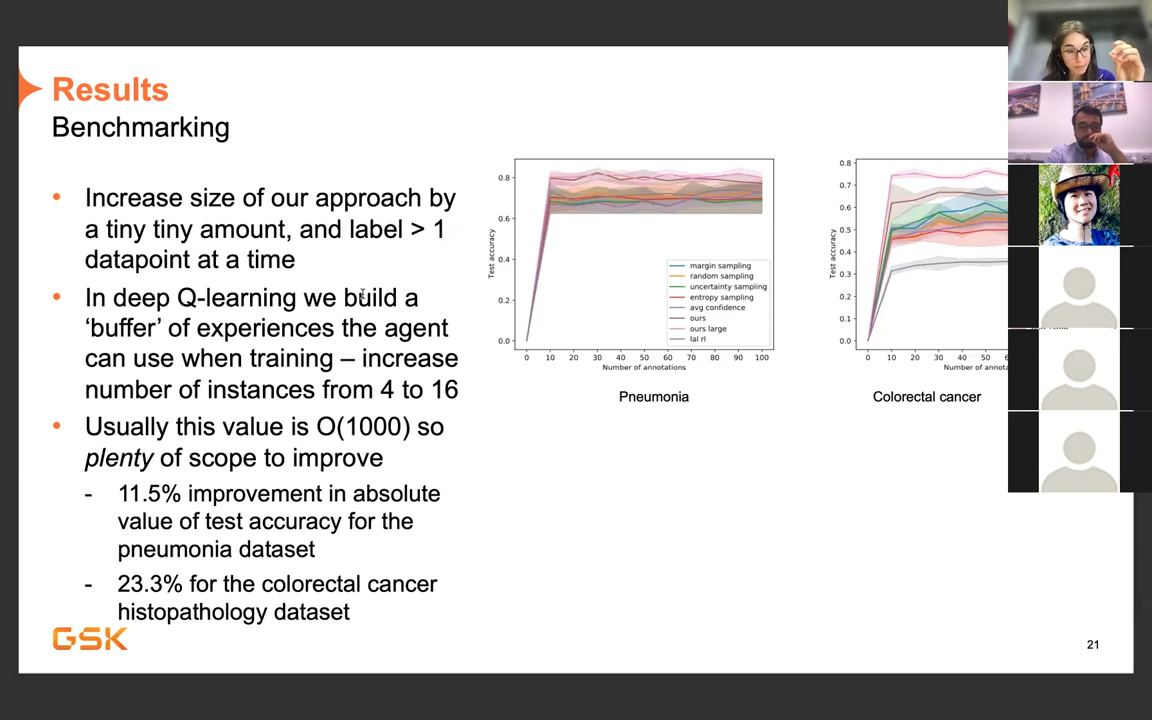 Results
Benchmarking
• Increase size of our approach by
a tiny tiny amount, and label > 1
datapoint at a time
• In deep Q-learning we build a
‘buffer’ of experiences the agent
can use when training – increase
number of instances from 4 to 16
• Usually this value is O(1000) so
plenty of scope to improve
- 11.5% improvement in absolute
value of test accuracy for the
pneumonia dataset
- 23.3% for the colorectal cancer
histopathology dataset
GSK
Test accuracy
0.8
0.6
0.4
0.2
0.0
margin sampling
random sampling
uncertainty sampling
entropy sampling
avg confidence
ours
ours large
lal rl
0 10 20 30 40 50 60 70 80 90 100
Number of annotations
Pneumonia
Test accuracy
0.8
0.7
0.6
0.5
0.4
0.3
0.2
0.1
0.0
0 10 20 30 40 50
Number of annota
Colorectal cancer
21